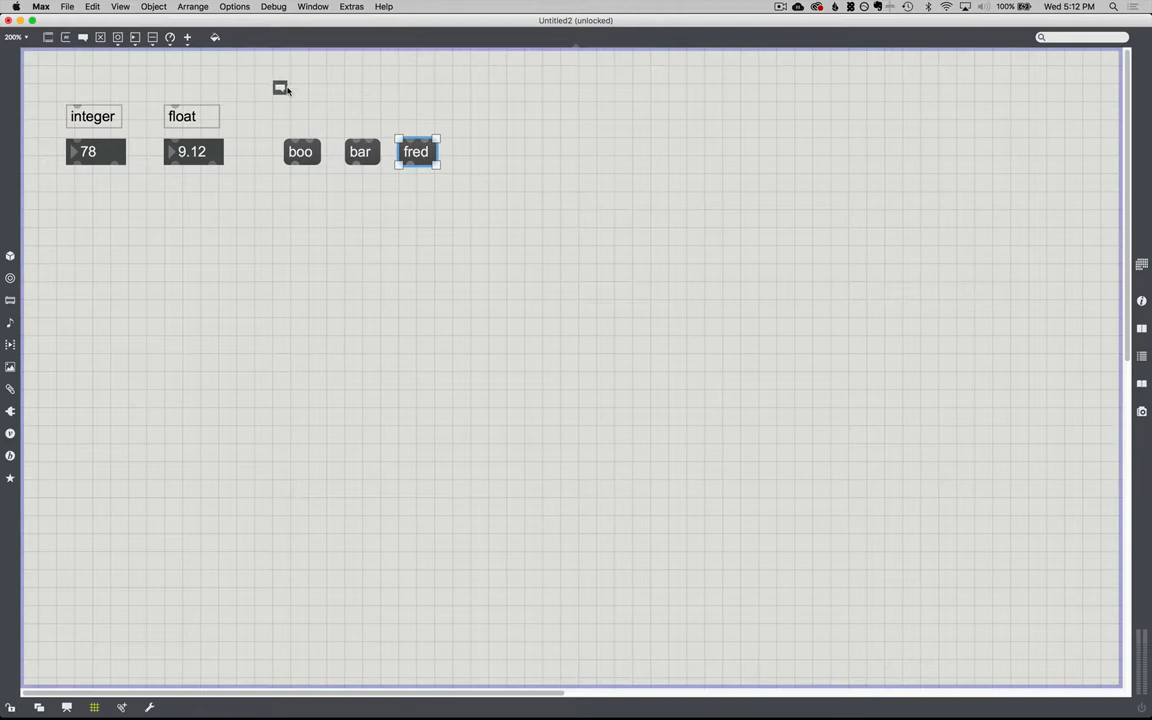 Max File Edit View Object Arrange Options Debug Window Extras Help 100% Wed 5:12 PM
Untitled2 (unlocked)
200%
integer float
78 9.12 boo bar fred